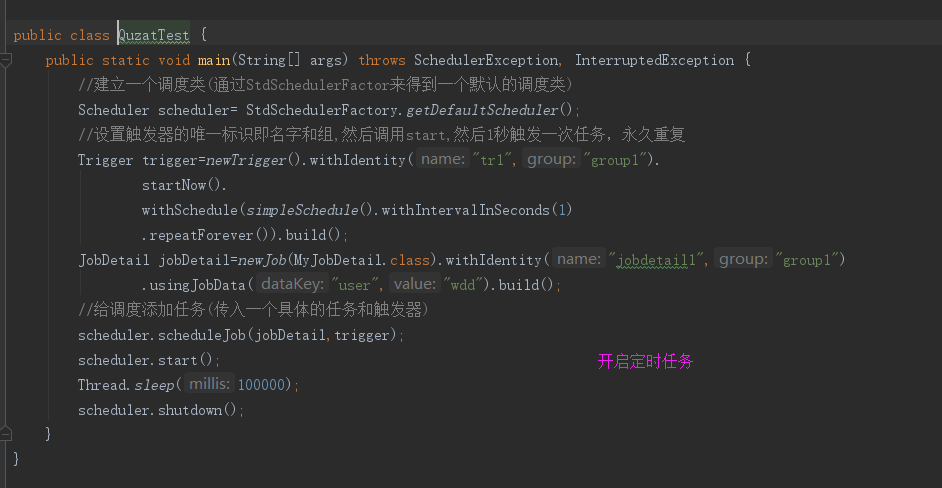 public class QuzatTest {
public static void main(String[] args) throws SchedulerException, InterruptedException {
//建立一个调度类(通过StdSchedulerFactor来得到一个默认的调度类)
Scheduler scheduler= StdSchedulerFactory.getDefaultScheduler();
//设置触发器的唯一标识即名字和组,然后调用start,然后1秒触发一次任务，永久重复
Trigger trigger=newTrigger().withIdentity( name: "tr1", group: "group1").
startNow().
withSchedule(simpleSchedule().withIntervalInSeconds(1)
.repeatForever()).build();
JobDetail jobDetail=newJob(MyJobDetail.class).withIdentity( name: "jobdetail1", group: "group1")
.usingJobData( dataKey: "user", value: "wdd").build();
//给调度添加任务(传入一个具体的任务和触发器)
scheduler.scheduleJob(jobDetail,trigger);
scheduler.start(); 开启定时任务
Thread.sleep( millis: 100000);
scheduler.shutdown();
}
}